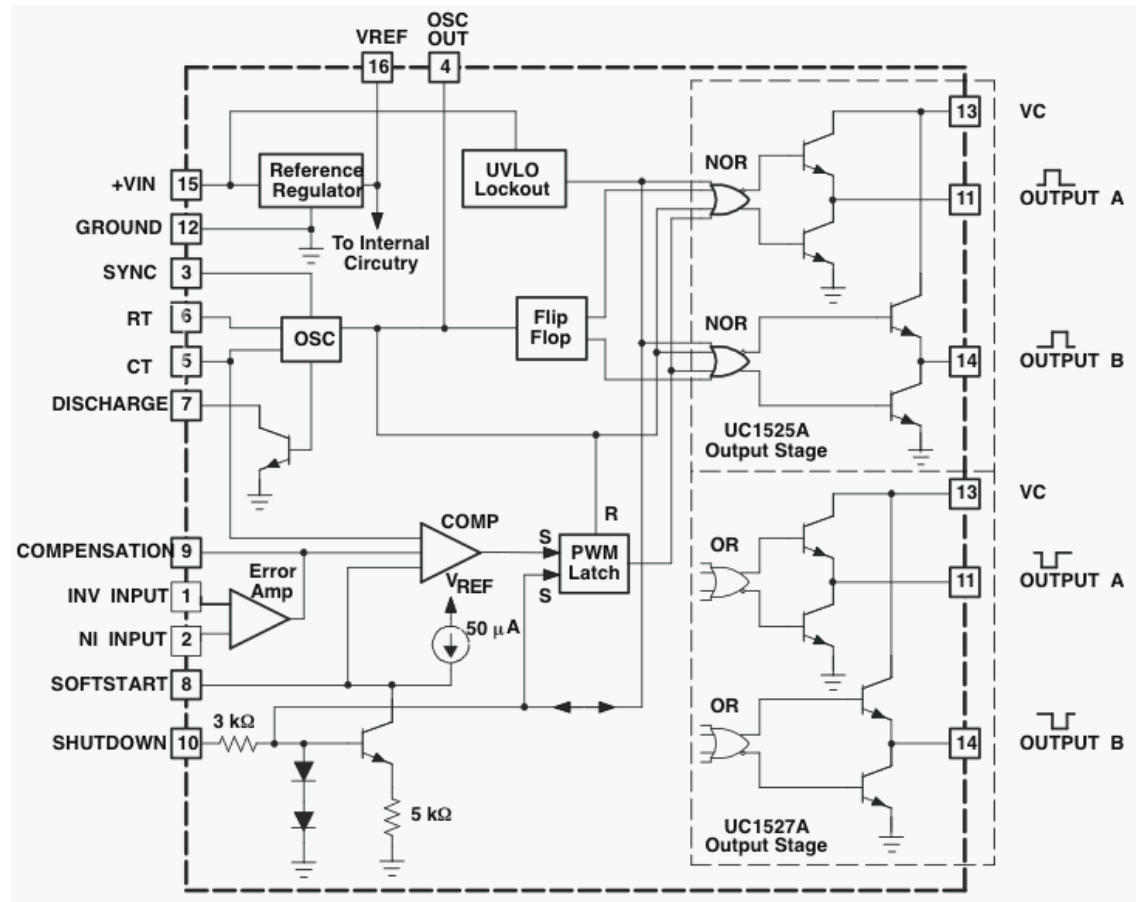 OSC
OUT
VREF
16
4
13
VC
NOR
Reference
Regulator
UVLO
Lockout
+VIN
15
11
OUTPUT A
GROUND
12
To Internal
Circutry
SYNC
3
RT
6
OSC
Flip
Flop
NOR
CT
5
14
OUTPUT B
DISCHARGE
7
UC1525A
Output Stage
13
VC
R
COMP
OR
COMPENSATION
9
S
PWM
Latch
S
Error
Amp
VREF
11
OUTPUT A
INV INPUT
1
50 μA
NI INPUT
2
SOFTSTART
8
OR
3 kΩ
SHUTDOWN
10
14
OUTPUT B
5 kΩ
UC1527A
Output Stage